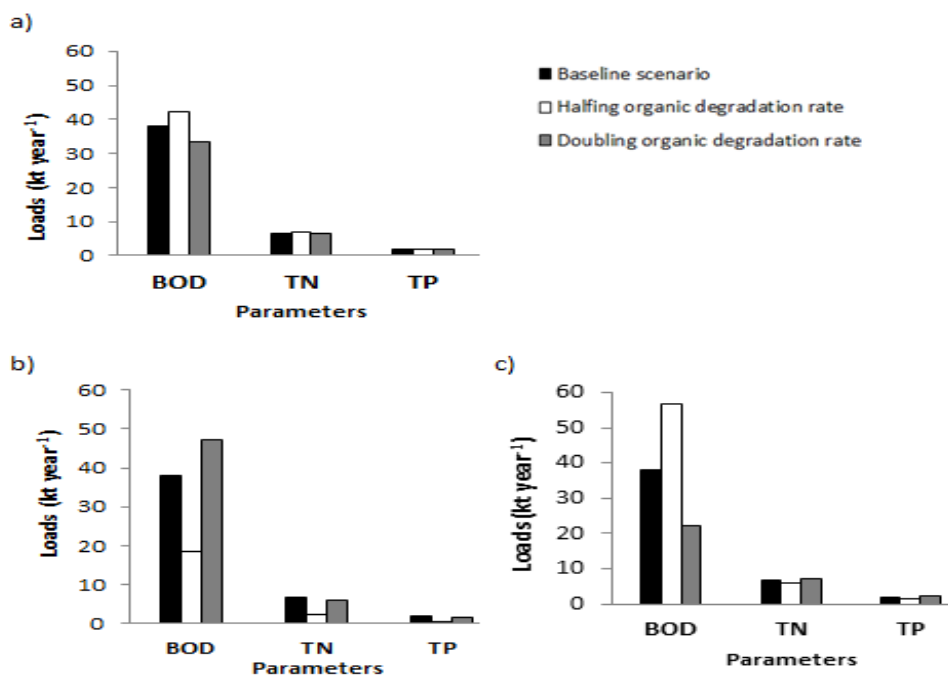 a)
60
50
40
30
20
10
0
Loads (kt year⁻¹)
BOD TN TP
Parameters
Baseline scenario
Halfing organic degradation rate
Doubling organic degradation rate
b)
60
50
40
30
20
10
0
Loads (kt year⁻¹)
BOD TN TP
Parameters
c)
60
50
40
30
20
10
0
Loads (kt year⁻¹)
BOD TN TP
Parameters